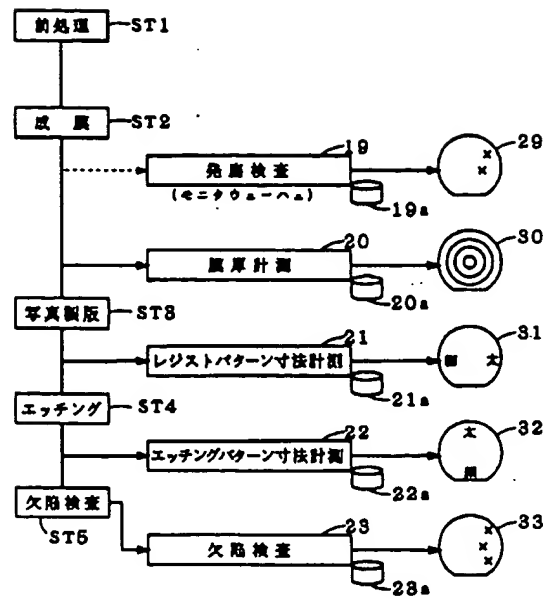 前処理 ST1
成膜 ST2
発塵検査 19 29
(モニタウェーハ) 19a
膜厚計測 20 30
20a
写真製版 ST3
レジストパターン寸法計測 21 31
細 太
21a
エッチング ST4
エッチングパターン寸法計測 22 32
太
細
22a
欠陥検査 ST5
欠陥検査 23 33
23a